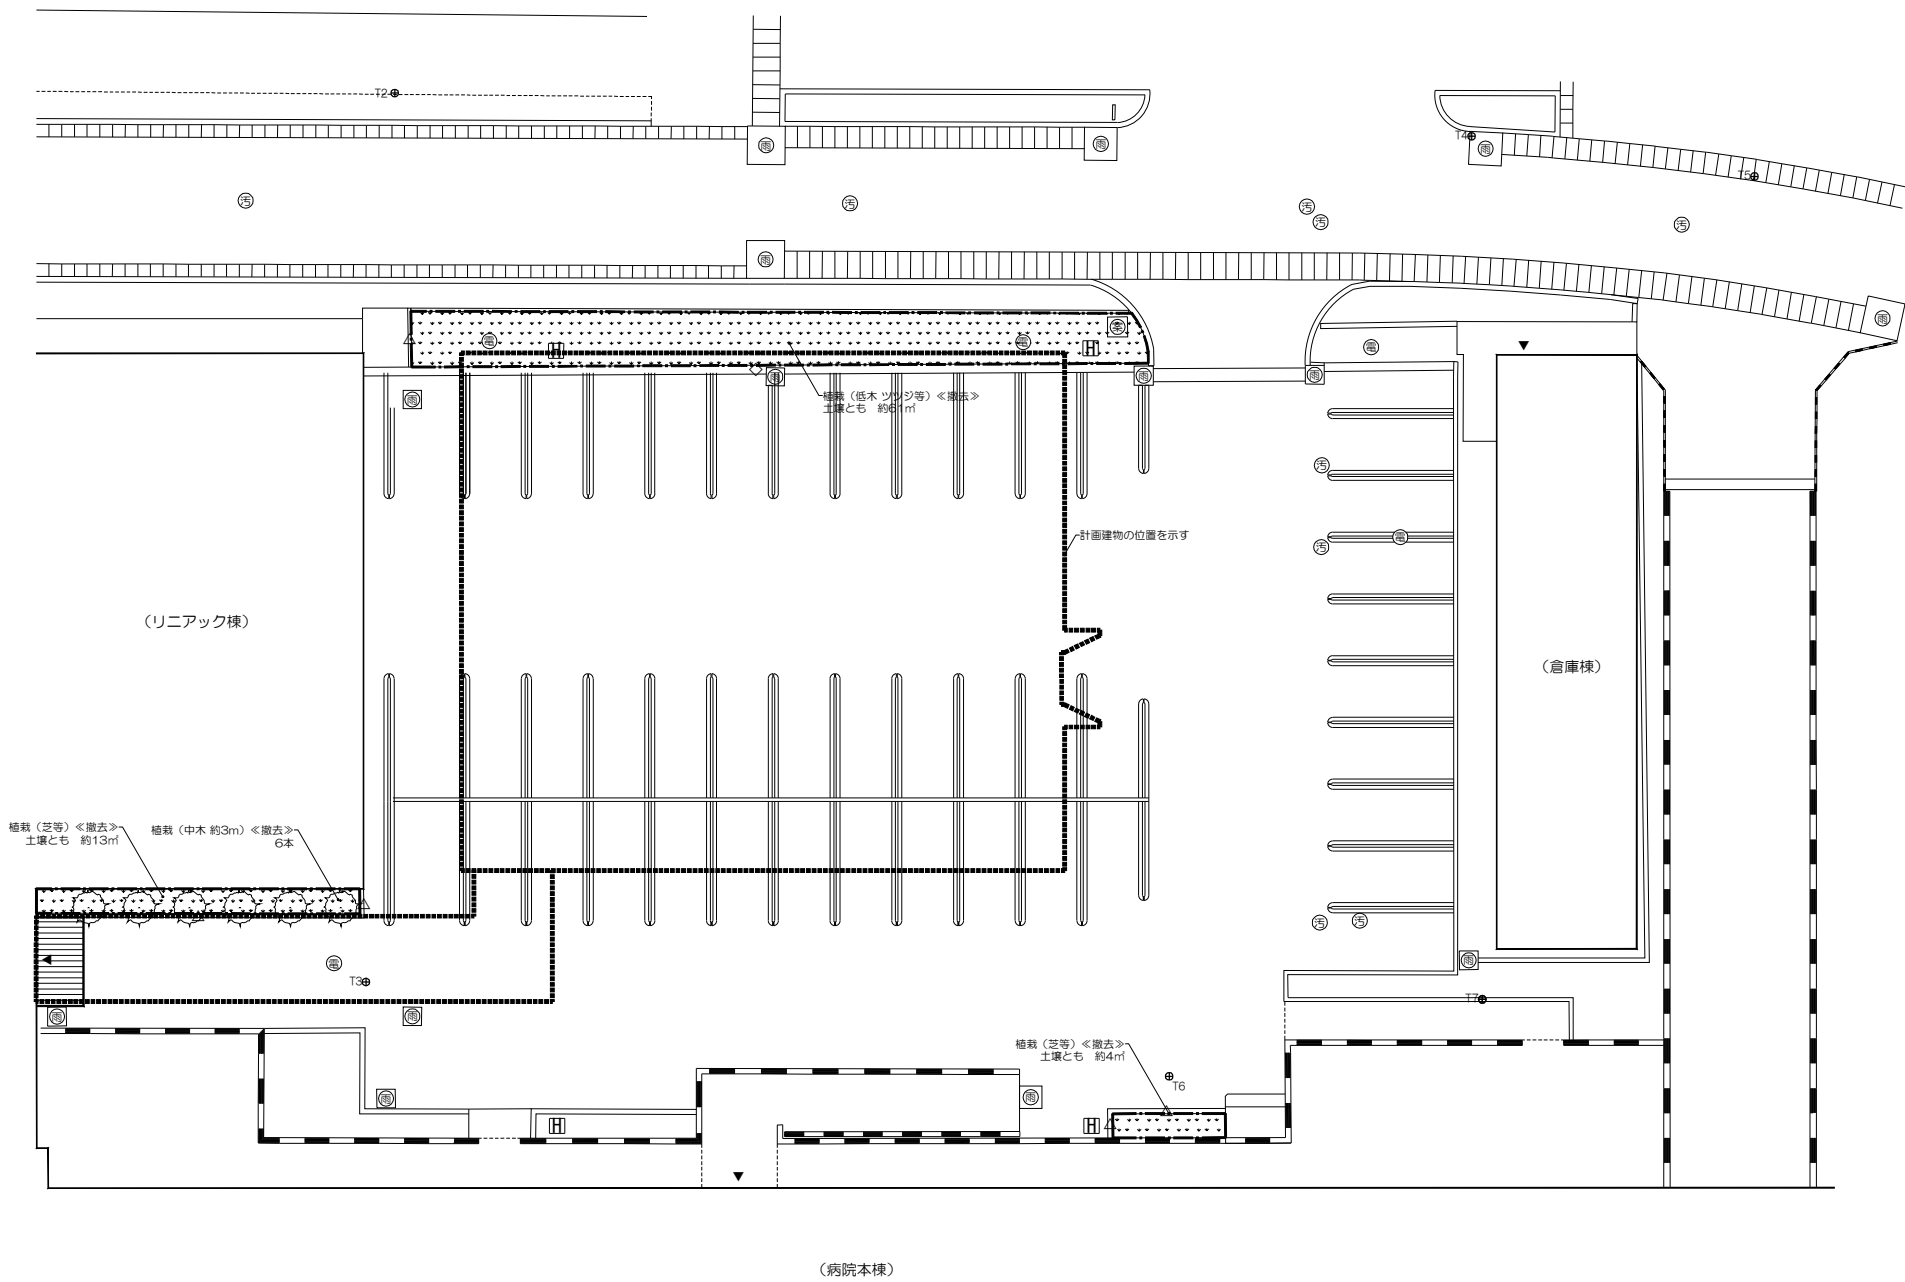 T2
雨
雨
T4
雨
T5
汚
汚
汚
汚
汚
雨
雨
電
H
電
H
電
雨
雨
雨
雨
植栽（低木 ツツジ等）≪撤去≫
土壌とも　約61㎡
汚
計画建物の位置を示す
汚
電
（リニアック棟）
（倉庫棟）
植栽（芝等）≪撤去≫
土壌とも　約13㎡
植栽（中木 約3m）≪撤去≫
6本
汚
汚
電
T3
雨
T7
雨
雨
植栽（芝等）≪撤去≫
土壌とも　約4㎡
T6
雨
雨
H
H
（病院本棟）